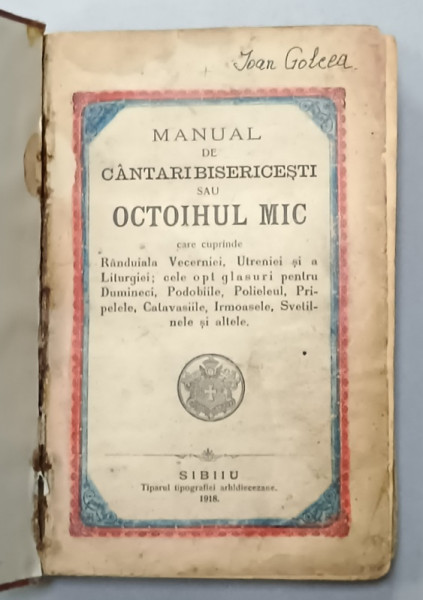 Ioan Golcea
MANUAL
DE
CÂNTARI BISERICEȘTI
SAU
OCTOIHUL MIC
care cuprinde
Rânduiala Vecerniei, Utreniei și a
Liturgiei; cele opt glasuri pentru
Dumineci, Podobiile, Polieleul, Pri-
pelele, Catavasiile, Irmoasele, Svetil-
nele și altele.
SIBIIU
Tiparul tipografiei arhidiecezane.
1918.